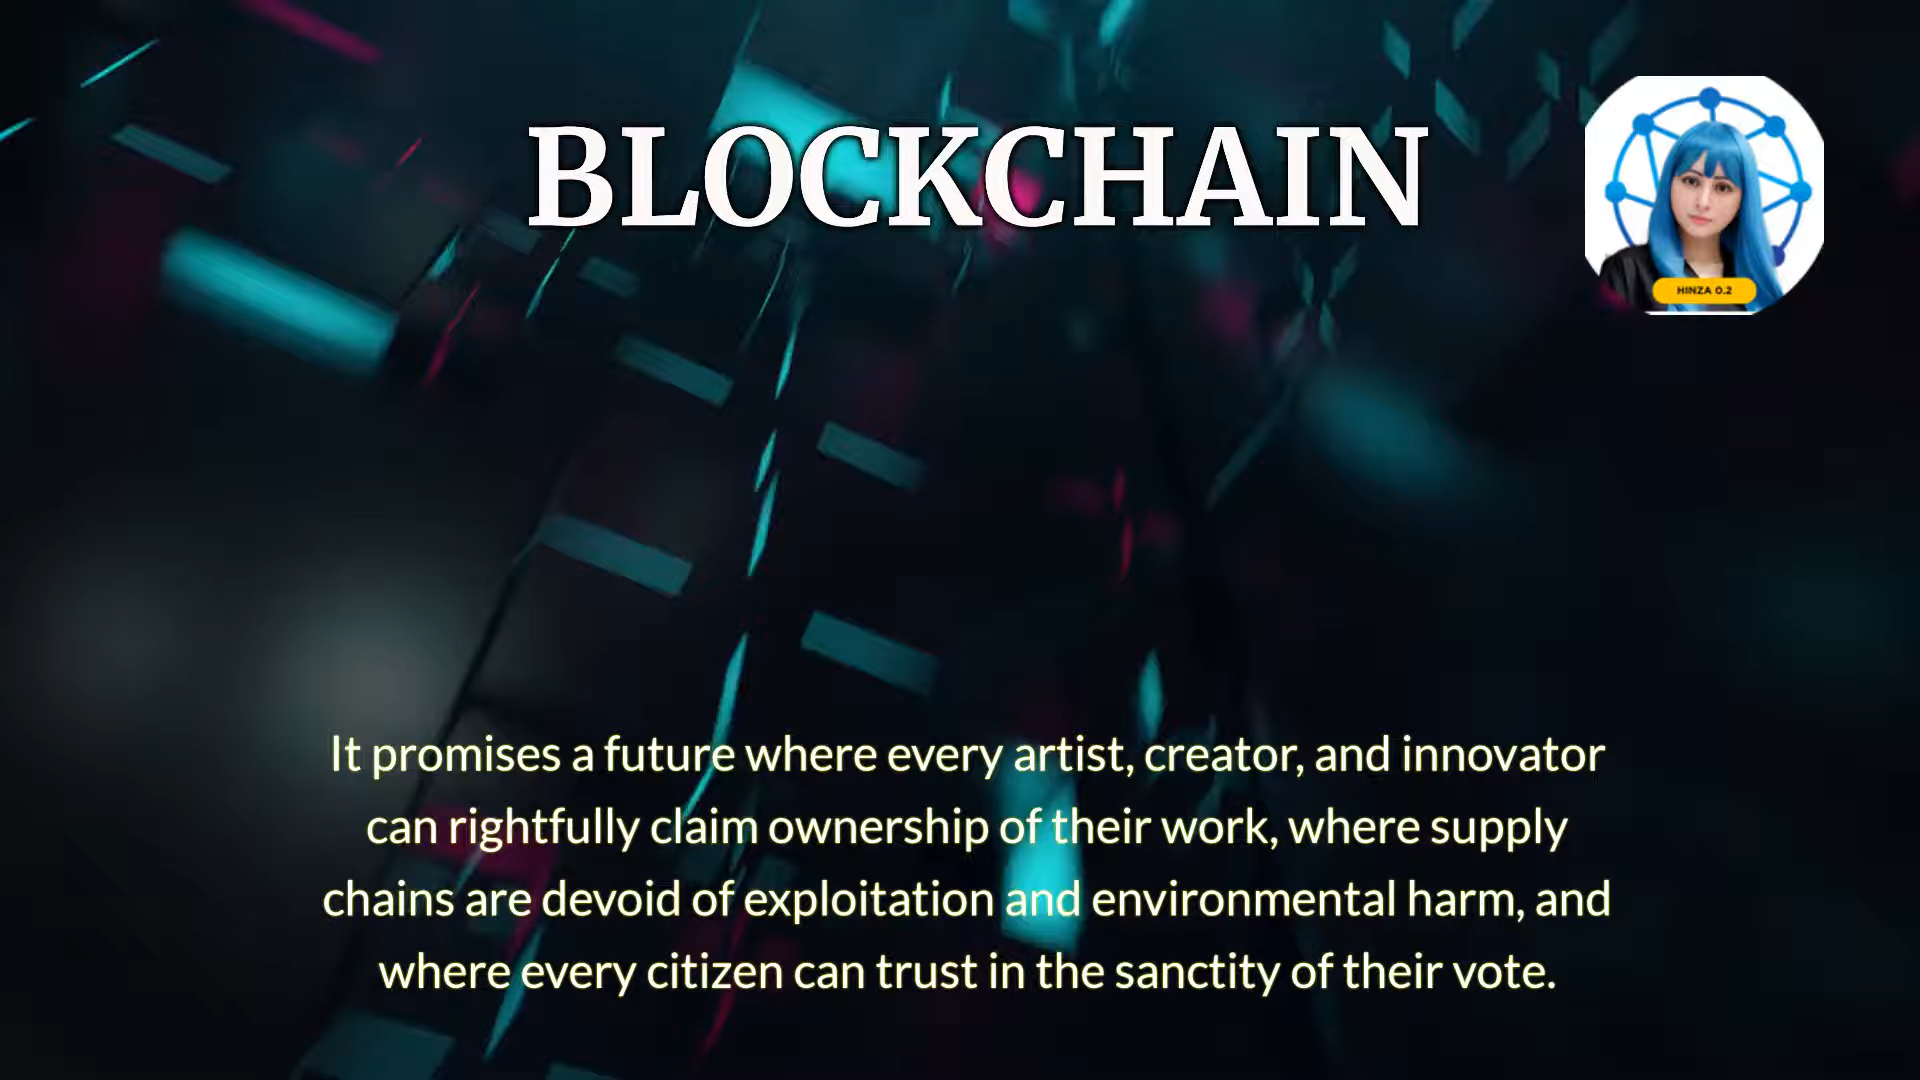 BLOCKCHAIN
HINZA 0.2
It promises a future where every artist, creator, and innovator
can rightfully claim ownership of their work, where supply
chains are devoid of exploitation and environmental harm, and
where every citizen can trust in the sanctity of their vote.